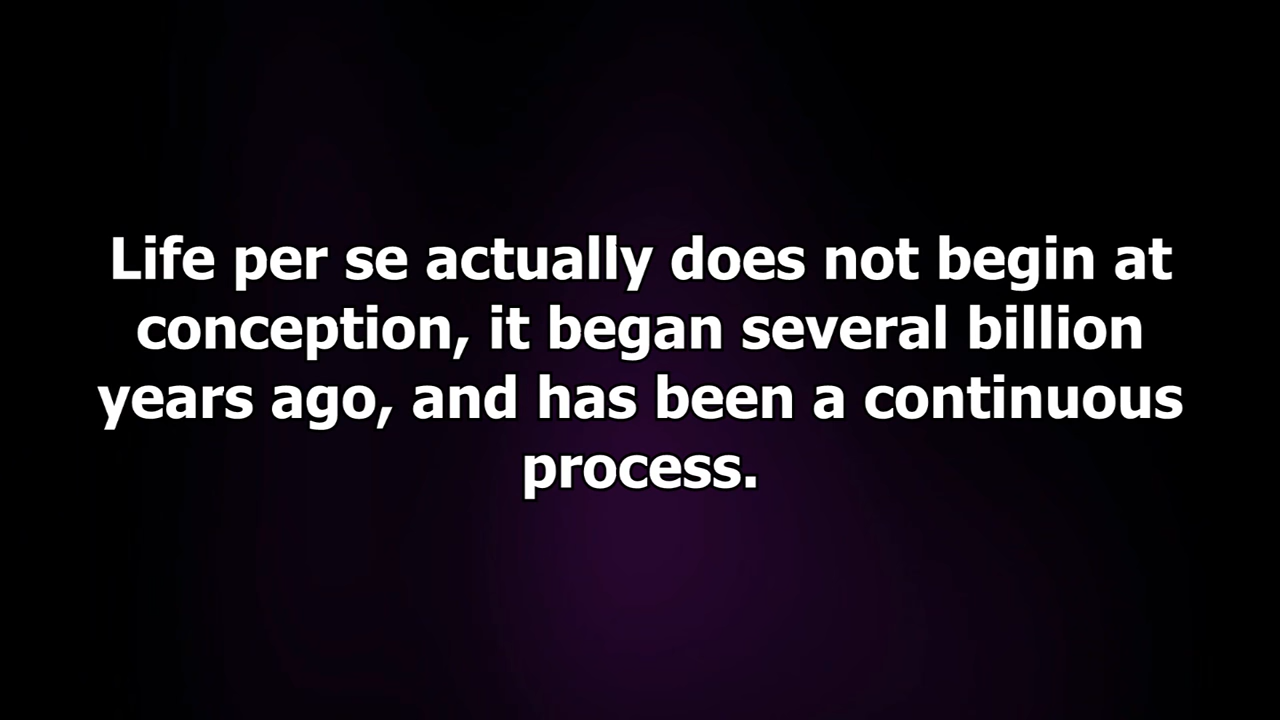 Life per se actually does not begin at
conception, it began several billion
years ago, and has been a continuous
process.